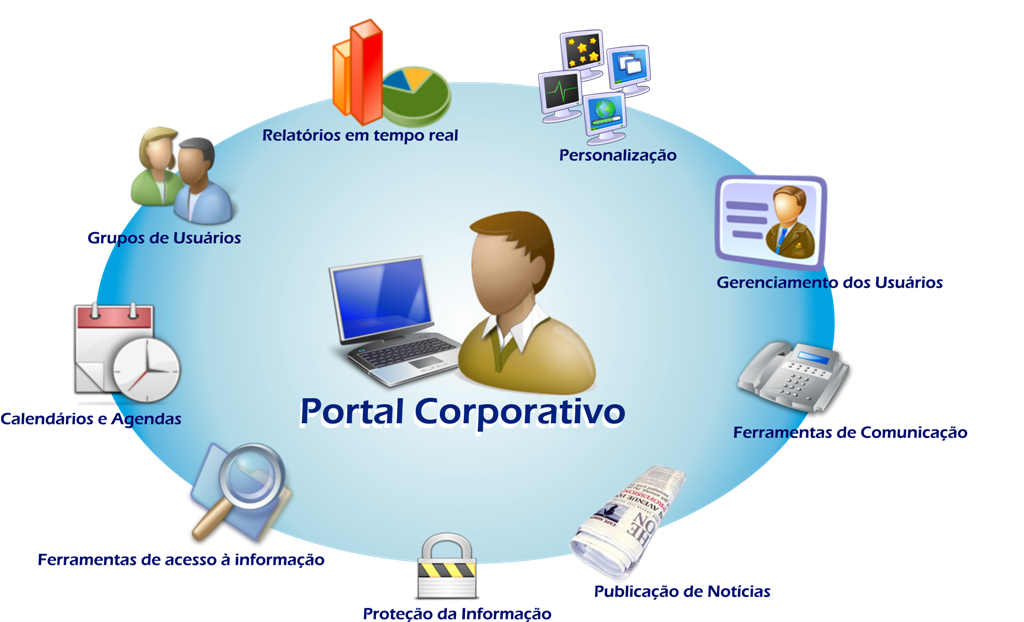 Relatórios em tempo real
Personalização
Grupos de Usuários
Gerenciamento dos Usuários
Calendários e Agendas
Portal Corporativo
Ferramentas de Comunicação
Ferramentas de acesso à informação
Publicação de Notícias
Proteção da Informação